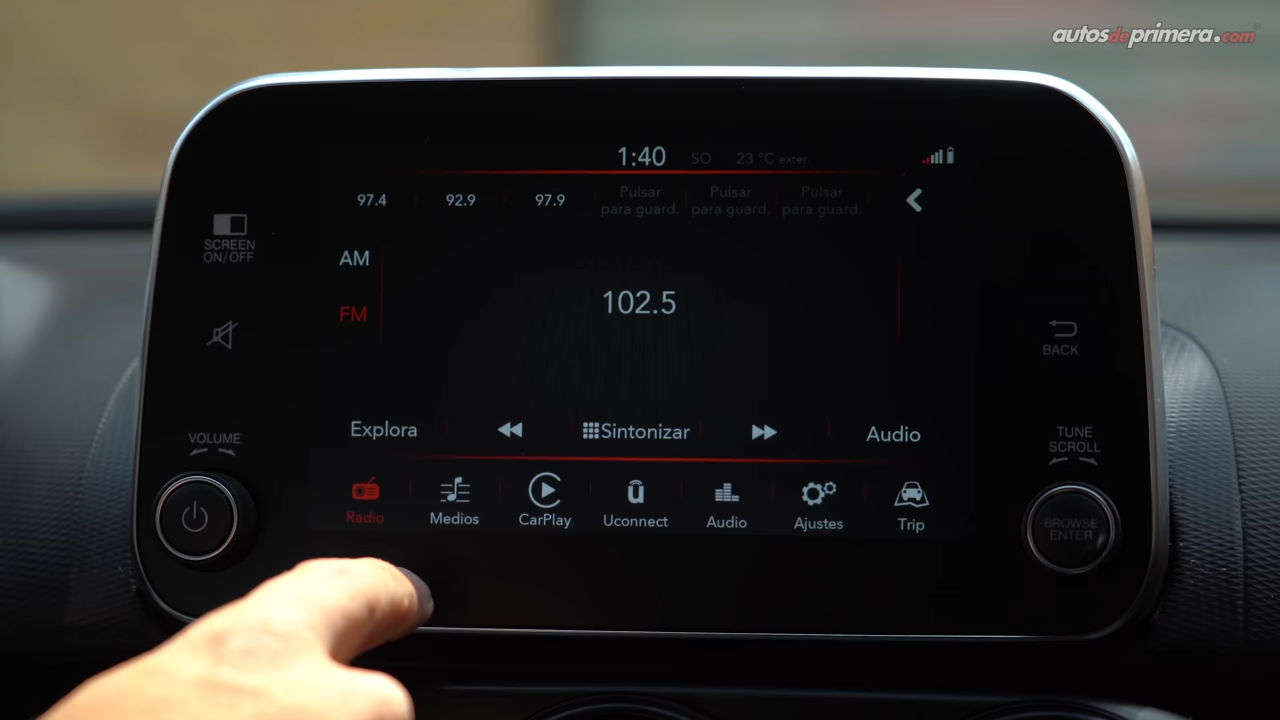 autosdeprimera.com
1:40 SO 23 °C exter.
97.4 92.9 97.9 Pulsar Pulsar Pulsar
para guard. para guard. para guard.
SCREEN
ON/OFF
AM
102.5
FM
BACK
VOLUME
TUNE
SCROLL
Explora Sintonizar Audio
Radio Medios CarPlay Uconnect Audio Ajustes Trip
BROWSE
ENTER